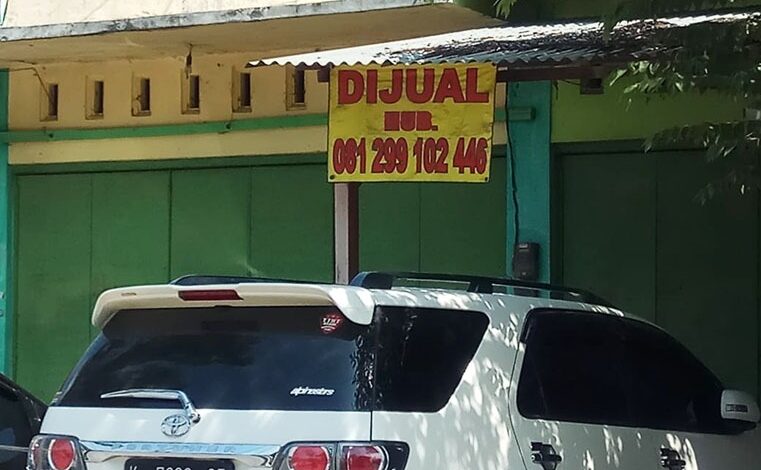 DIJUAL
HUB.
081 299 102 446
alpinestars